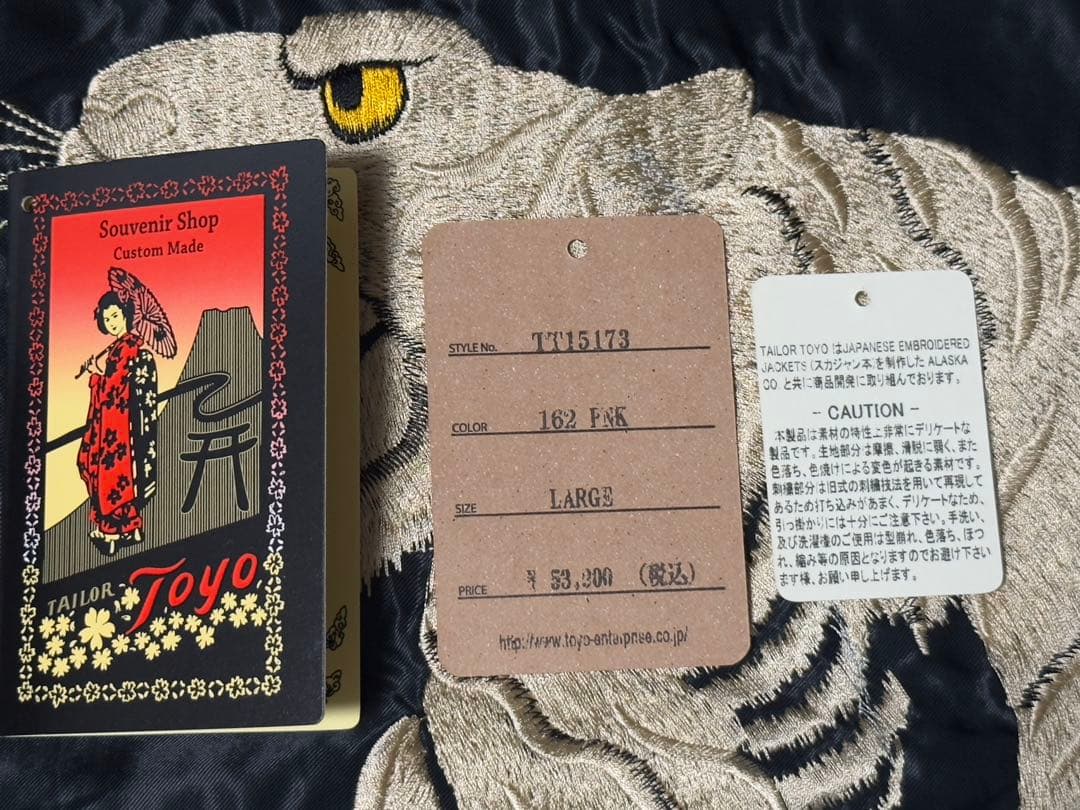 Souvenir Shop
Custom Made
TAILOR Toyo
STYLE No. TT15173
COLOR 162 PNK
SIZE LARGE
PRICE ¥ 53,900 (税込)
http://www.toyo-enterprise.co.jp/
TAILOR TOYO はJAPANESE EMBROIDERED
JACKETS (スカジャン本)を制作した ALASKA
CO. と共に商品開発に取り組んでおります。
- CAUTION -
本製品は素材の特性上非常にデリケートな
製品です。生地部分は摩擦、滑脱に弱く、また
色落ち、色焼けによる変色が起きる素材です。
刺繍部分は旧式の刺繍技法を用いて再現して
あるため打ち込みがあまく、デリケートなため、
引っ掛かりには十分にご注意下さい。手洗い、
及び洗濯後のご使用は型崩れ、色落ち、ほつ
れ、縮み等の原因となりますのでお避け下さい
ます様、お願い申し上げます。